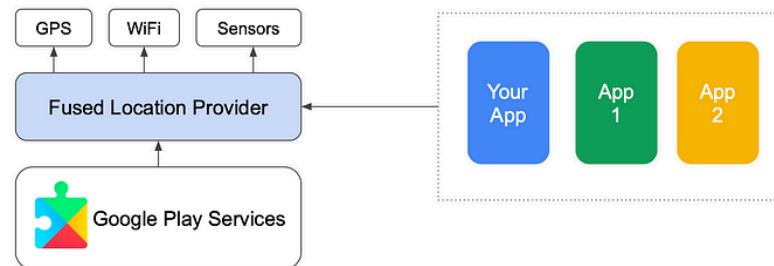 GPS
WiFi
Sensors
Fused Location Provider
Google Play Services
Your
App
App
1
App
2